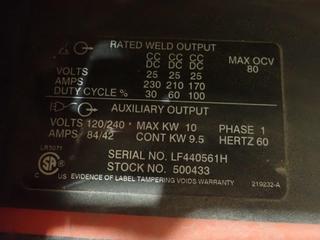 RATED WELD OUTPUT
CC CC CC
DC DC DC
MAX OCV
80
VOLTS 25 25 25
AMPS 230 210 170
DUTY CYCLE % 30 60 100
AUXILIARY OUTPUT
VOLTS 120/240 MAX KW 10 PHASE 1
AMPS 84/42 CONT KW 9.5 HERTZ 60
LR3071
SERIAL NO. LF440561H
STOCK NO. 500433
C US EVIDENCE OF LABEL TAMPERING VOIDS WARRANTY 219232-A